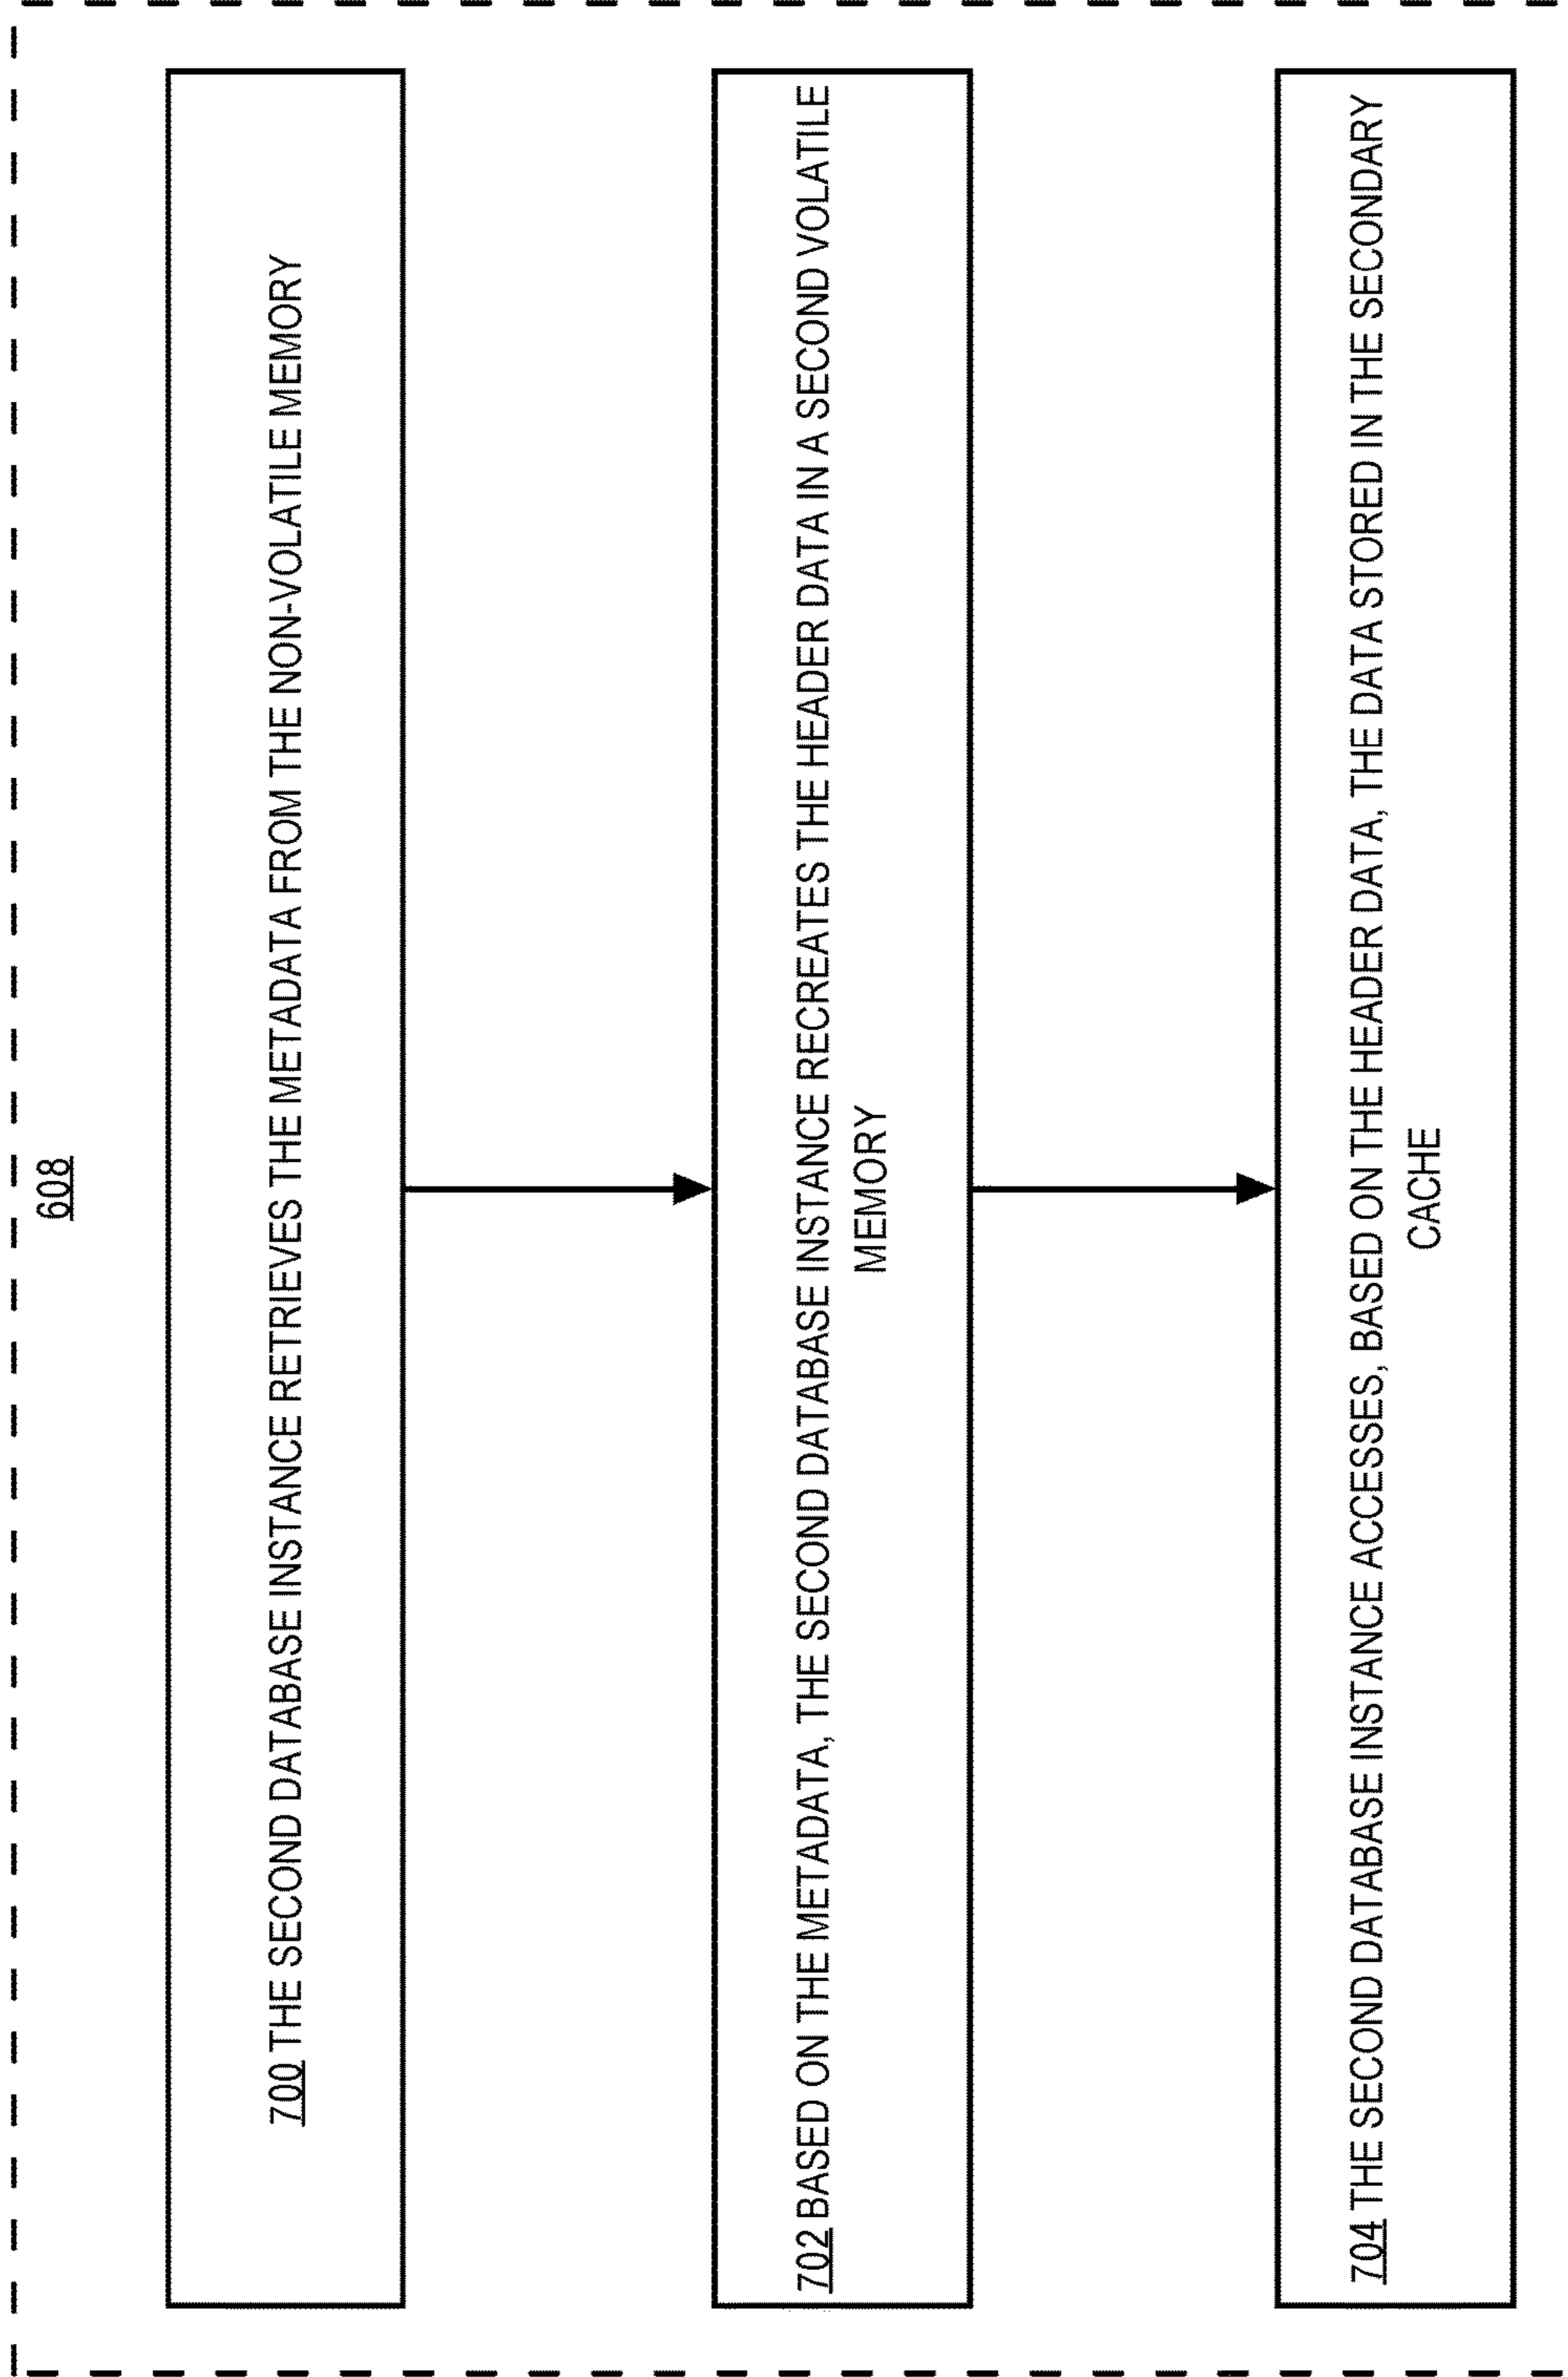 608
700 THE SECOND DATABASE INSTANCE RETRIEVES THE METADATA FROM THE NON-VOLATILE MEMORY
702 BASED ON THE METADATA, THE SECOND DATABASE INSTANCE RECREATES THE HEADER DATA IN A SECOND VOLATILE
MEMORY
704 THE SECOND DATABASE INSTANCE ACCESSES, BASED ON THE HEADER DATA, THE DATA STORED IN THE SECONDARY
CACHE